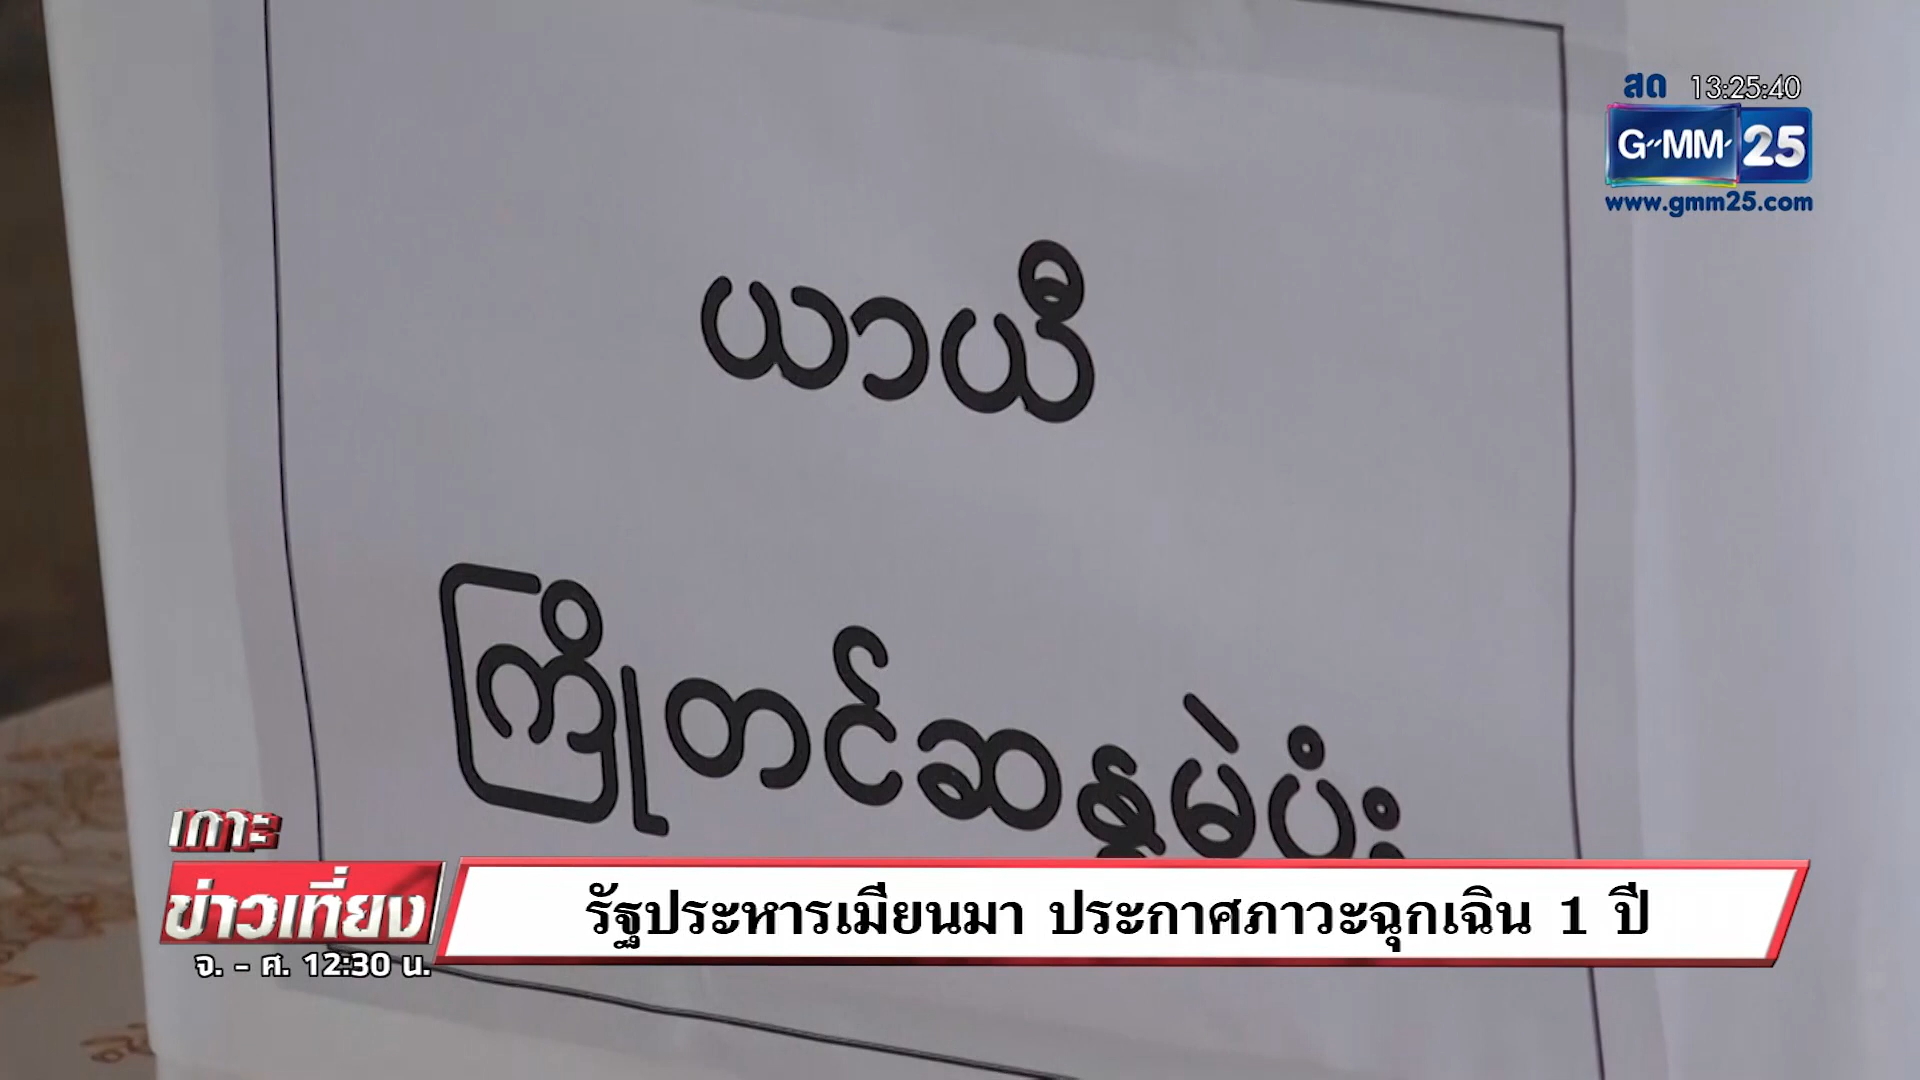 สด 13:25:40
GMM 25
www.gmm25.com
ယာယီ
ကြိုတင်ဆန္ဒမဲပုံး
เกาะ
ข่าวเที่ยง
จ. - ศ. 12:30 น.
รัฐประหารเมียนมา ประกาศภาวะฉุกเฉิน 1 ปี